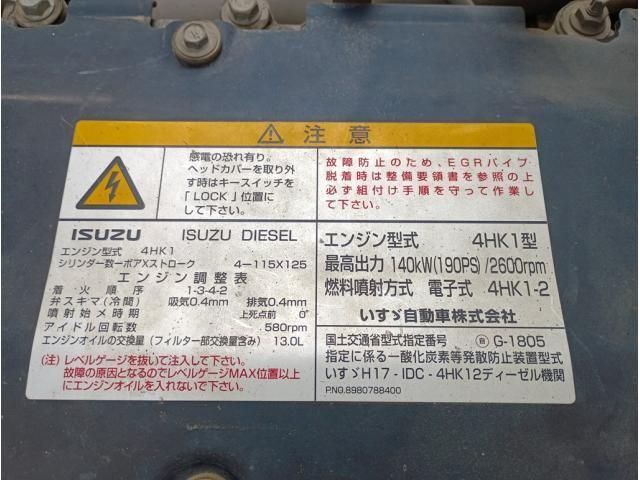 注意
感電の恐れ有り。
ヘッドカバーを取り外
す時はキースイッチを
「LOCK」位置に
して下さい。
故障防止のため、EGRパイプ
脱着時は整備要領書を参照の上
必ず組付け手順を守って作業し
て下さい。
ISUZU ISUZU DIESEL
エンジン型式 4HK1
シリンダー数ーボアXストローク 4－115X125
エンジン調整表
着火順序 1-3-4-2
弁スキマ(冷間) 吸気0.4mm 排気0.4mm
噴射始メ時期 上死点前 0°
アイドル回転数 580rpm
エンジンオイルの交換量(フィルター部交換量含み) 13.0L
(注)レベルゲージを抜いて注入して下さい。
故障の原因となるのでレベルゲージMAX位置以上
にエンジンオイルを入れないで下さい。
エンジン型式 4HK1型
最高出力 140kW(190PS)/2600rpm
燃料噴射方式 電子式 4HK1-2
いすゞ自動車株式会社
国土交通省型式指定番号 G-1805
指定に係る一酸化炭素等発散防止装置型式
いすゞH17-IDC-4HK12ディーゼル機関
P.NO.8980788400